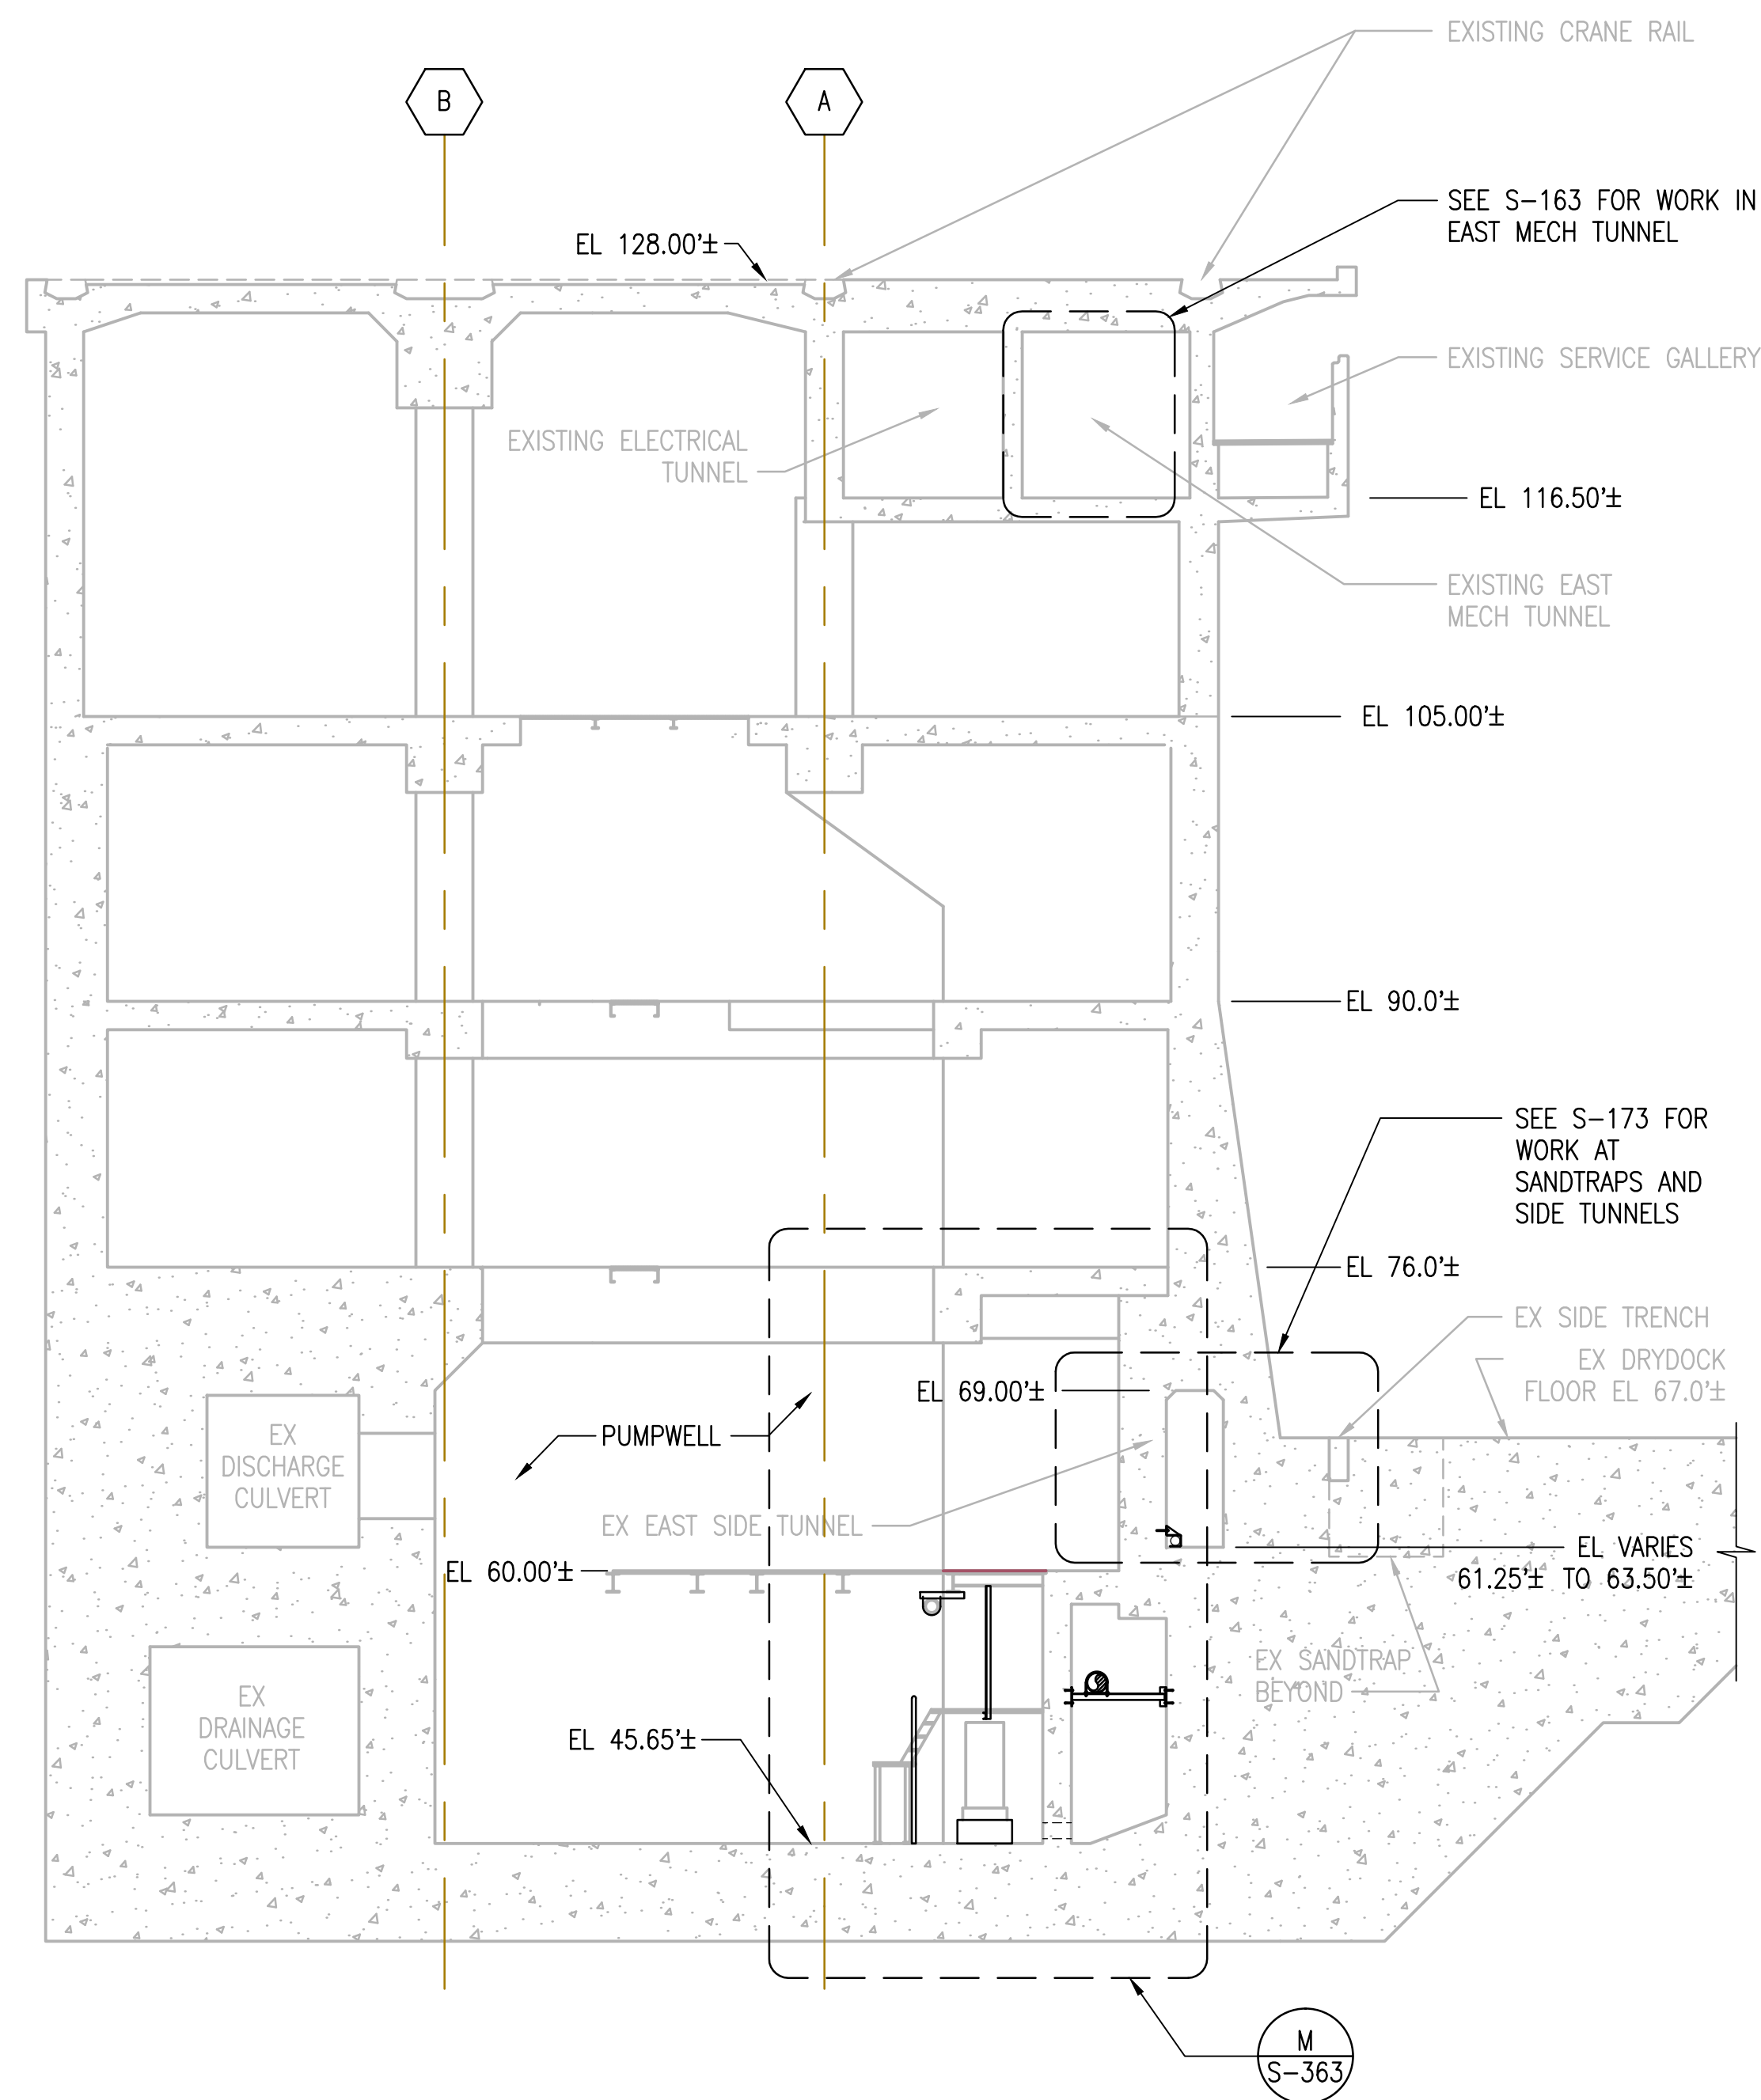 EXISTING CRANE RAIL
B
A
SEE S-163 FOR WORK IN
EAST MECH TUNNEL
EL 128.00'±
EXISTING SERVICE GALLERY
EXISTING ELECTRICAL
TUNNEL
EL 116.50'±
EXISTING EAST
MECH TUNNEL
EL 105.00'±
EL 90.0'±
SEE S-173 FOR
WORK AT
SANDTRAPS AND
SIDE TUNNELS
EL 76.0'±
EX SIDE TRENCH
EX DRYDOCK
FLOOR EL 67.0'±
EL 69.00'±
PUMPWELL
EX
DISCHARGE
CULVERT
EX EAST SIDE TUNNEL
EL VARIES
61.25'± TO 63.50'±
EL 60.00'±
EX SANDTRAP
BEYOND
EX
DRAINAGE
CULVERT
EL 45.65'±
M
S-363